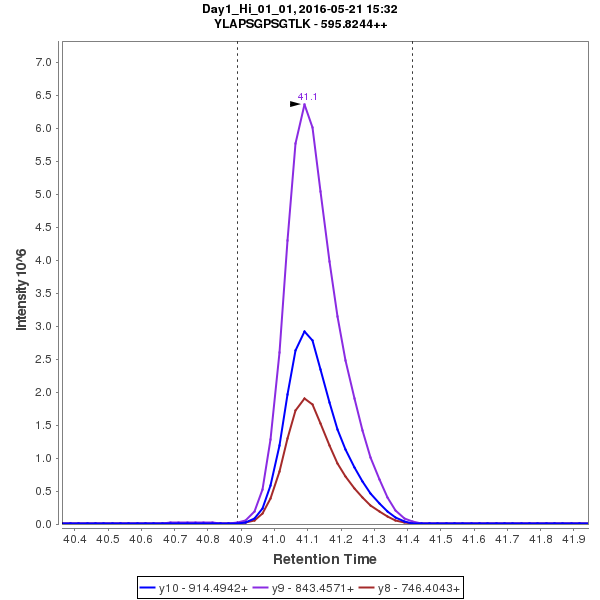 Day1_Hi_01_01, 2016-05-21 15:32
YLAPSGPSGTLK - 595.8244++
7.0
6.5
6.0
5.5
5.0
4.5
4.0
3.5
3.0
2.5
2.0
1.5
1.0
0.5
0.0
Intensity 10^6
41.1
40.4 40.5 40.6 40.7 40.8 40.9 41.0 41.1 41.2 41.3 41.4 41.5 41.6 41.7 41.8 41.9
Retention Time
y10 - 914.4942+ y9 - 843.4571+ y8 - 746.4043+